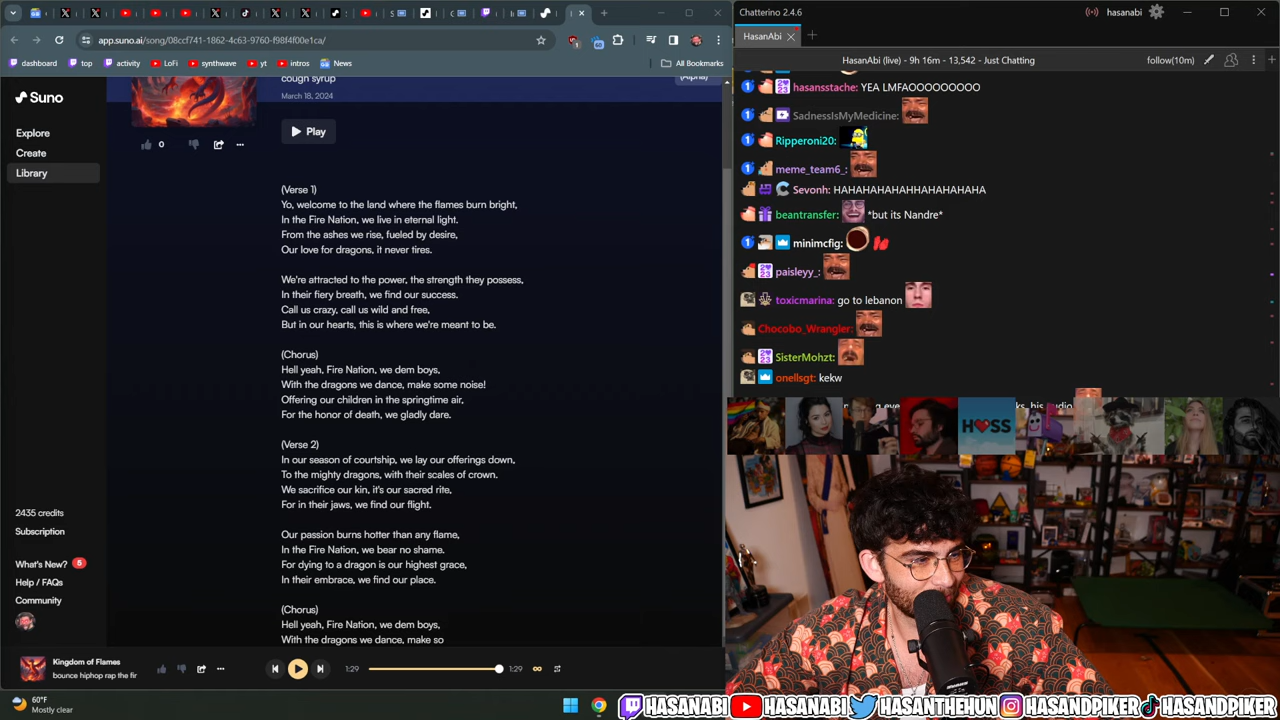 Chatterino 2.4.6
hasanabi
app.suno.ai/song/08ccf741-1862-4c63-9760-f98f4f0e1ca/
dashboard
top
activity
LoFi
synthwave
yt
intros
News
All Bookmarks
HasanAbi
HasanAbi (live) - 9h 16m - 13,542 - Just Chatting
follow(10m)
Suno
Explore
Create
Library
2435 credits
Subscription
What's New? 5
Help / FAQs
Community
cough syrup
(Alpha)
March 18, 2024
0
Play
(Verse 1)
Yo, welcome to the land where the flames burn bright,
In the Fire Nation, we live in eternal light.
From the ashes we rise, fueled by desire,
Our love for dragons, it never tires.
We're attracted to the power, the strength they possess,
In their fiery breath, we find our success.
Call us crazy, call us wild and free,
But in our hearts, this is where we're meant to be.
(Chorus)
Hell yeah, Fire Nation, we dem boys,
With the dragons we dance, make some noise!
Offering our children in the springtime air,
For the honor of death, we gladly dare.
(Verse 2)
In our season of courtship, we lay our offerings down,
To the mighty dragons, with their scales of crown.
We sacrifice our kin, it's our sacred rite,
For in their jaws, we find our flight.
Our passion burns hotter than any flame,
In the Fire Nation, we bear no shame.
For dying to a dragon is our highest grace,
In their embrace, we find our place.
(Chorus)
Hell yeah, Fire Nation, we dem boys,
With the dragons we dance, make so
Kingdom of Flames
bounce hiphop rap the fir
1:29
1:29
60°F
Mostly clear
hasansstache: YEA LMFAOOOOOOOOO
SadnessIsMyMedicine:
Ripperoni20:
meme_team6_:
Sevonh: HAHAHAHAHAHHAHAHAHAHA
beantransfer: *but its Nandre*
minimcfig:
paisleyy_:
toxicmarina: go to lebanon
Chocobo_Wrangler:
SisterMohzt:
onellsgt: kekw
HOSS
HASANABI
HASANABI
HASANTHEHUN
HASANDPIKER
HASANDPIKER